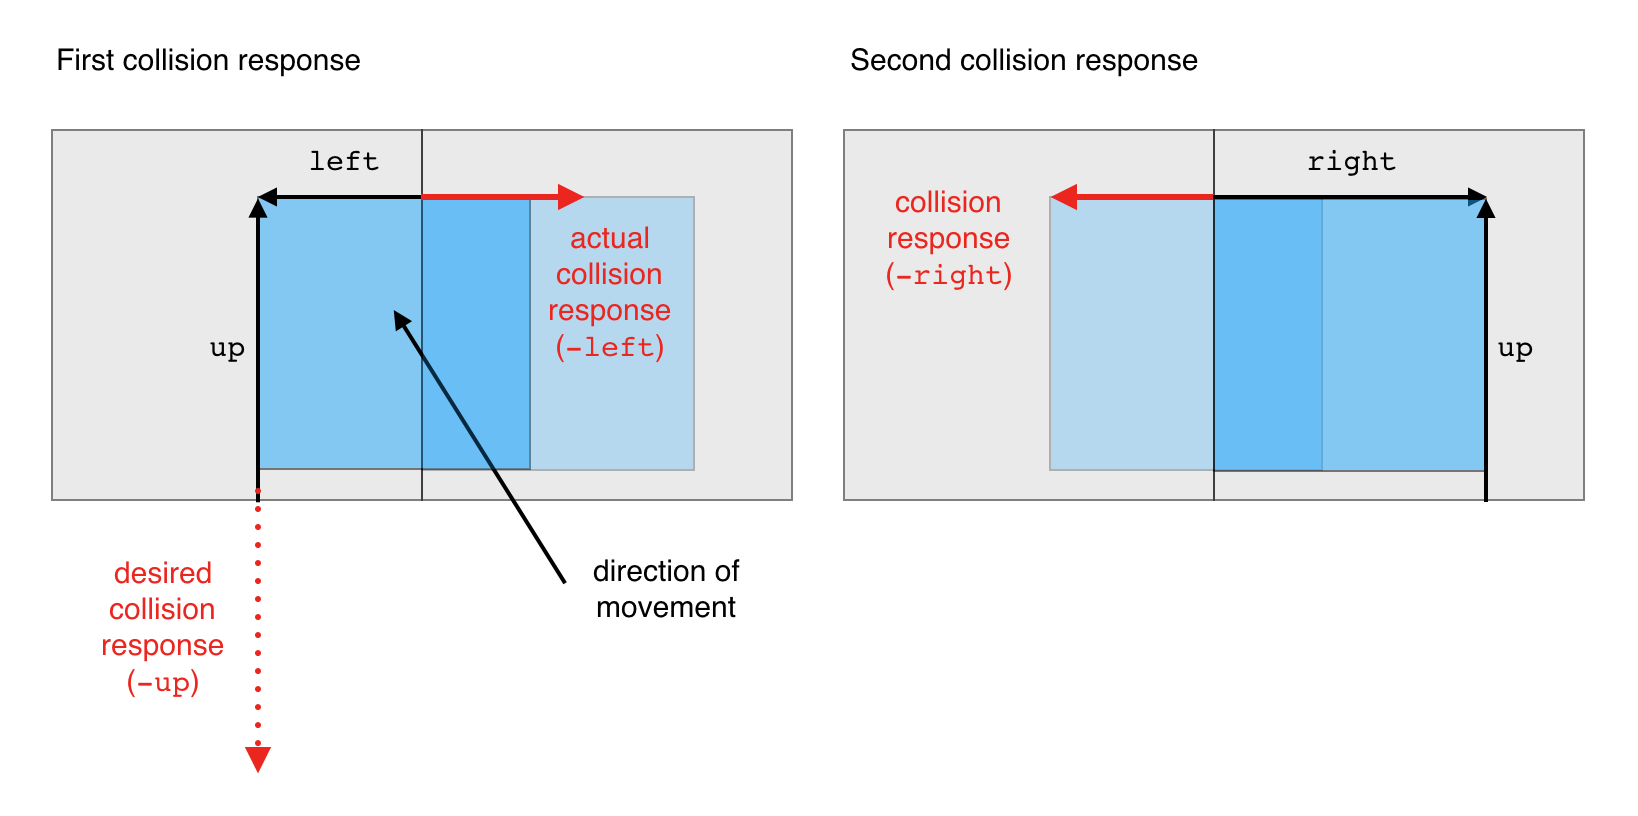 First collision response
Second collision response
left
up
actual
collision
response
(-left)
desired
collision
response
(-up)
direction of
movement
collision
response
(-right)
right
up